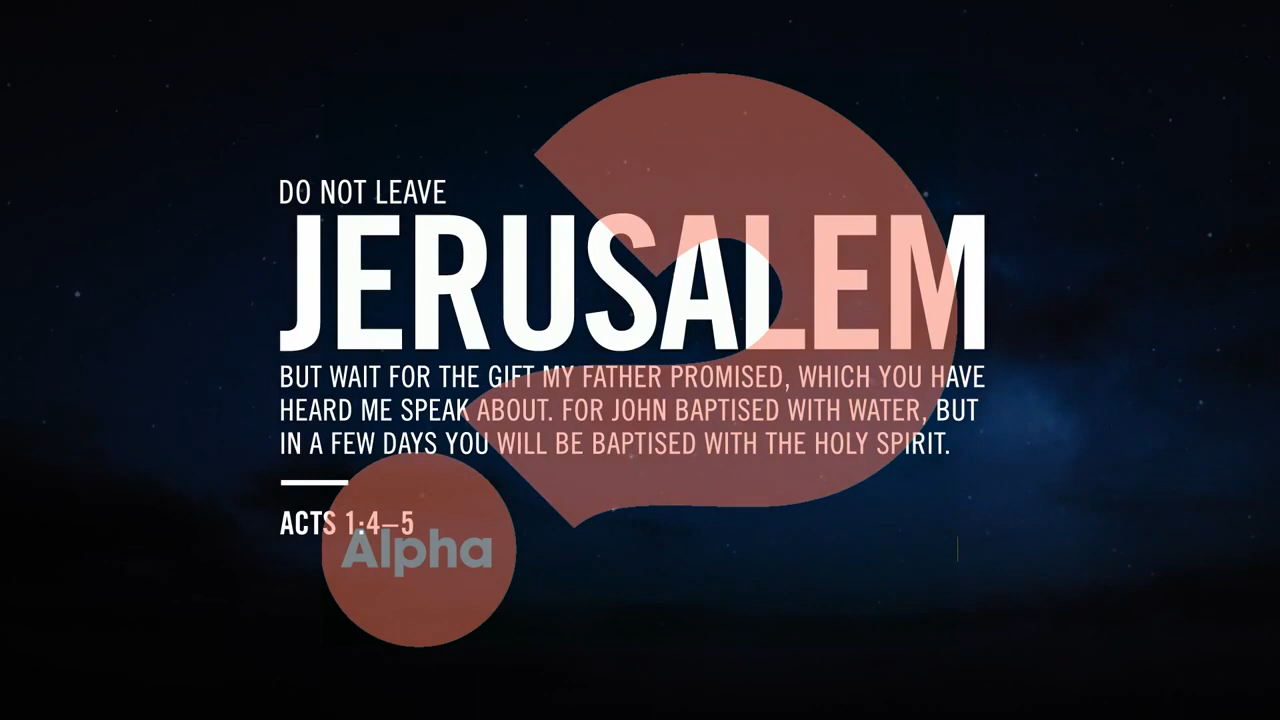 DO NOT LEAVE
JERUSALEM
BUT WAIT FOR THE GIFT MY FATHER PROMISED, WHICH YOU HAVE
HEARD ME SPEAK ABOUT. FOR JOHN BAPTISED WITH WATER, BUT
IN A FEW DAYS YOU WILL BE BAPTISED WITH THE HOLY SPIRIT.
ACTS 1:4–5
Alpha